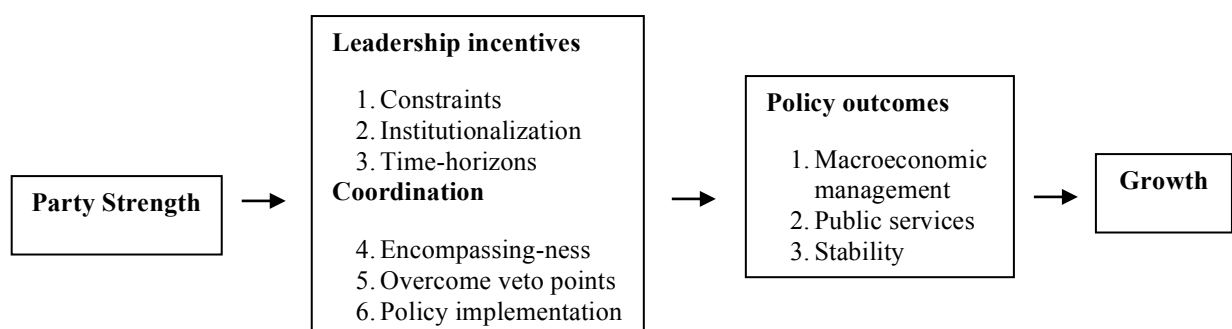 Party Strength
Leadership incentives
1. Constraints
2. Institutionalization
3. Time-horizons
Coordination
4. Encompassing-ness
5. Overcome veto points
6. Policy implementation
Policy outcomes
1. Macroeconomic
management
2. Public services
3. Stability
Growth